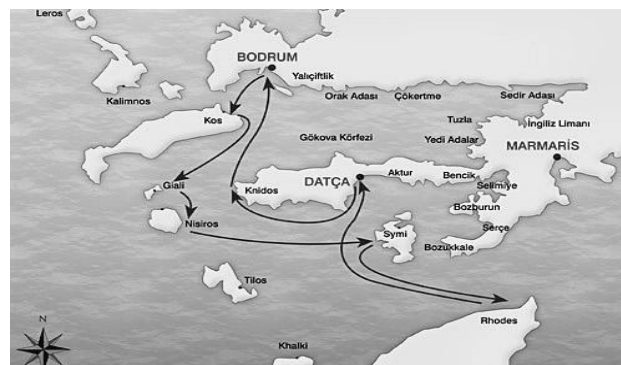 Leros
BODRUM
Yalıçiftlik
Kalimnos
Orak Adası
Çökertme
Sedir Adası
Kos
Tuzla
İngiliz Limanı
Gökova Körfezi
Yedi Adalar
MARMARİS
Giali
Knidos
DATÇA
Aktur
Bencik
Selimiye
Bozburun
Nisiros
Symi
Serçe
Bozukkale
Tilos
Rhodes
N
Khalki